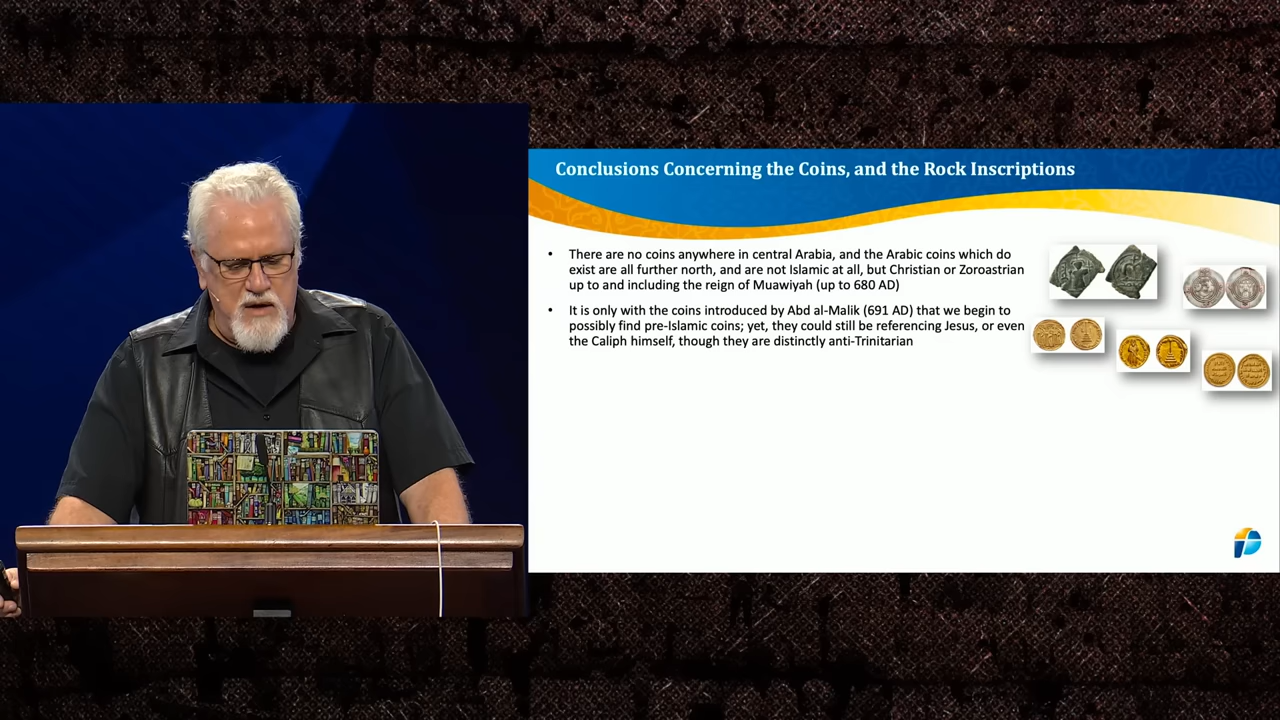 Conclusions Concerning the Coins, and the Rock Inscriptions
• There are no coins anywhere in central Arabia, and the Arabic coins which do
exist are all further north, and are not Islamic at all, but Christian or Zoroastrian
up to and including the reign of Muawiyah (up to 680 AD)
• It is only with the coins introduced by Abd al-Malik (691 AD) that we begin to
possibly find pre-Islamic coins; yet, they could still be referencing Jesus, or even
the Caliph himself, though they are distinctly anti-Trinitarian